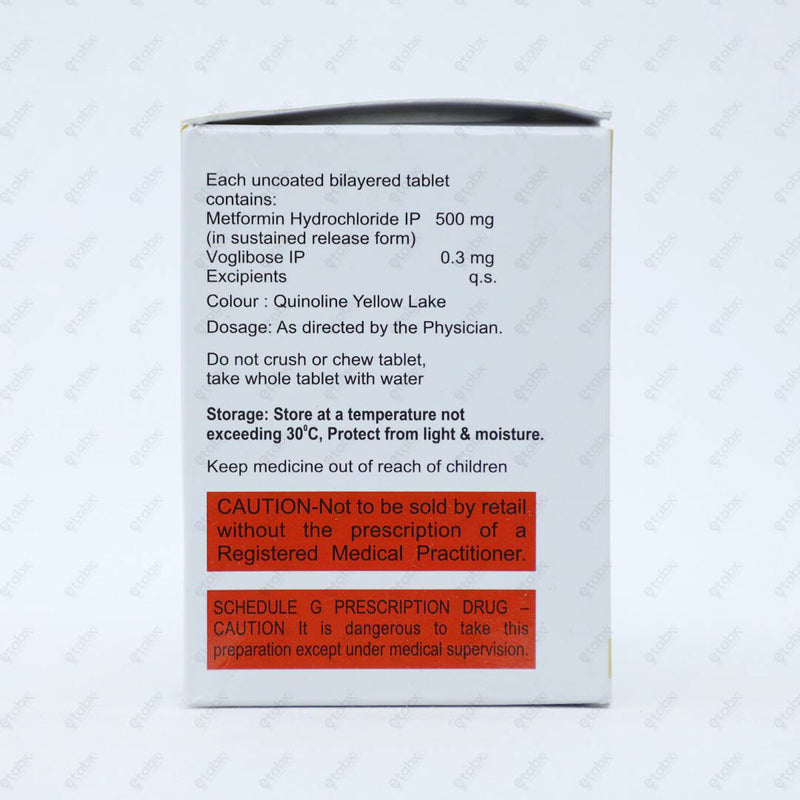 Each uncoated bilayered tablet
contains:
Metformin Hydrochloride IP 500 mg
(in sustained release form)
Voglibose IP 0.3 mg
Excipients q.s.
Colour : Quinoline Yellow Lake
Dosage: As directed by the Physician.
Do not crush or chew tablet,
take whole tablet with water
Storage: Store at a temperature not
exceeding 30⁰C, Protect from light & moisture.
Keep medicine out of reach of children
CAUTION-Not to be sold by retail
without the prescription of a
Registered Medical Practitioner.
SCHEDULE G PRESCRIPTION DRUG –
CAUTION It is dangerous to take this
preparation except under medical supervision.